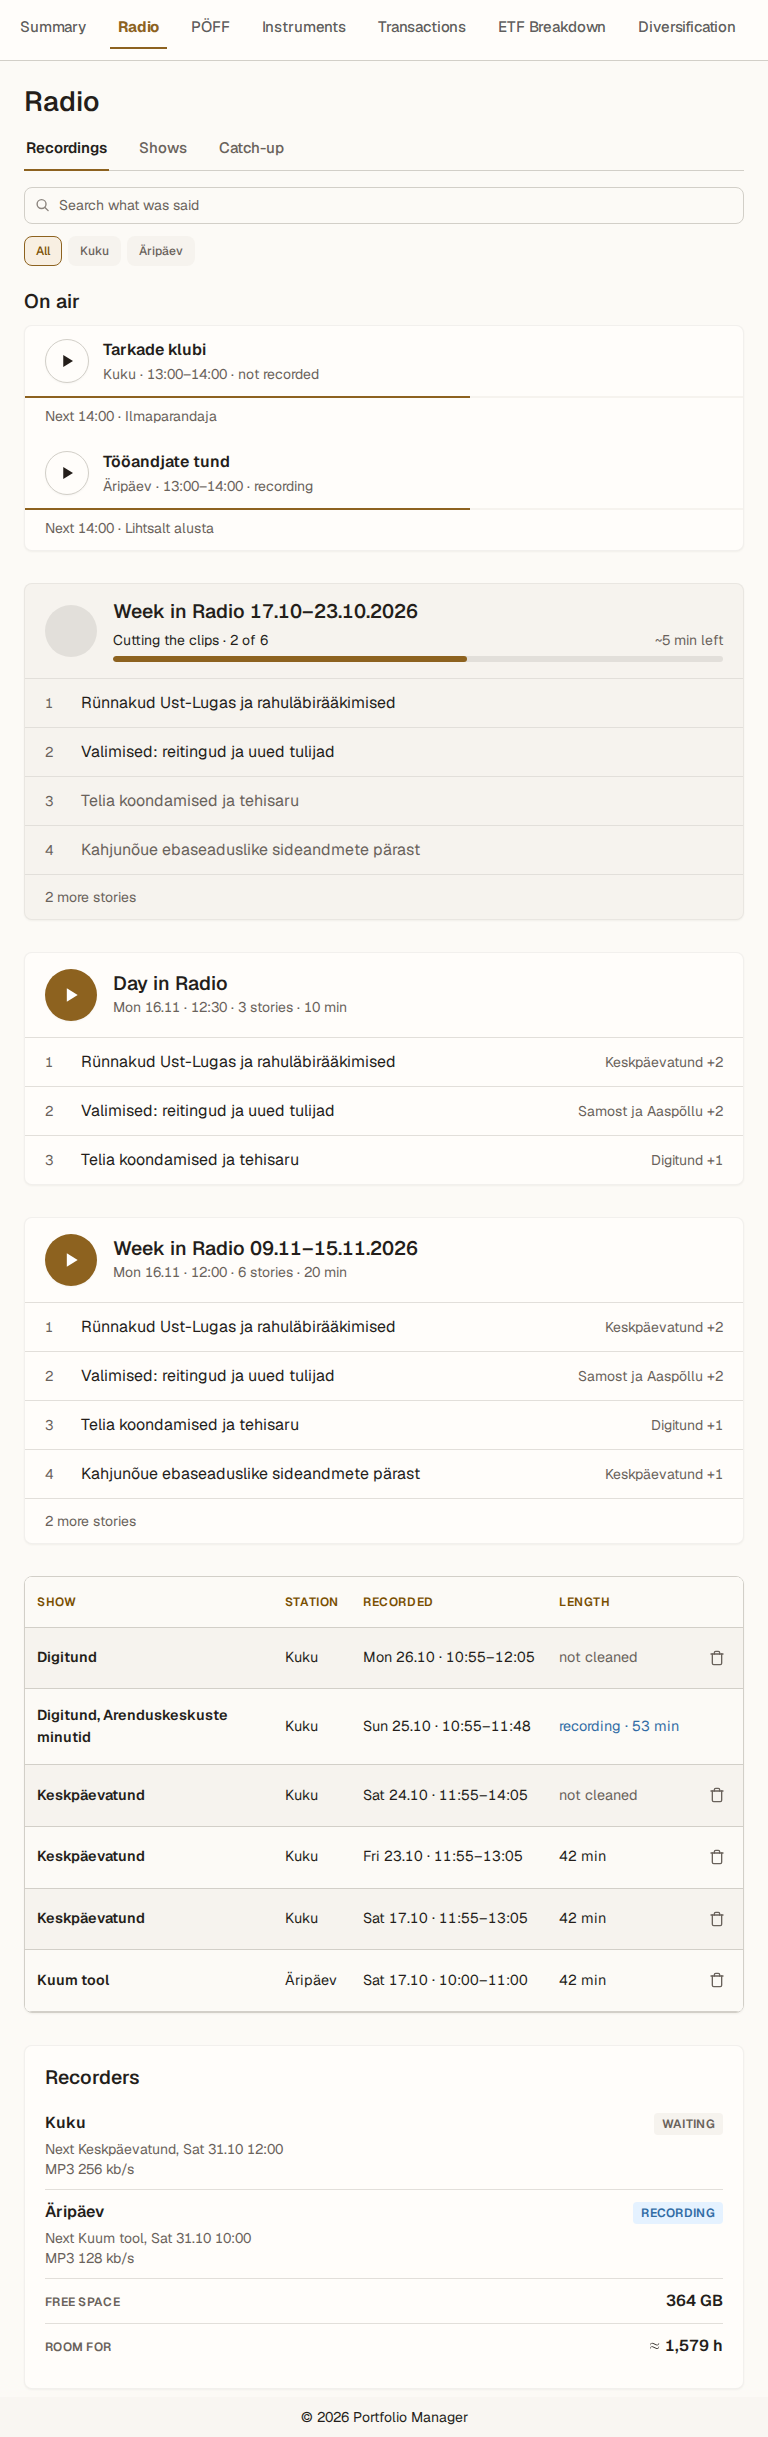 Summary Radio PÖFF Instruments Transactions ETF Breakdown Diversification
Radio
Recordings Shows Catch-up
Search what was said
All Kuku Äripäev
On air
Tarkade klubi
Kuku · 13:00–14:00 · not recorded
Next 14:00 · Ilmaparandaja
Tööandjate tund
Äripäev · 13:00–14:00 · recording
Next 14:00 · Lihtsalt alusta
Week in Radio 17.10–23.10.2026
Cutting the clips · 2 of 6 ~5 min left
1 Rünnakud Ust-Lugas ja rahuläbirääkimised
2 Valimised: reitingud ja uued tulijad
3 Telia koondamised ja tehisaru
4 Kahjunõue ebaseaduslike sideandmete pärast
2 more stories
Day in Radio
Mon 16.11 · 12:30 · 3 stories · 10 min
1 Rünnakud Ust-Lugas ja rahuläbirääkimised Keskpäevatund +2
2 Valimised: reitingud ja uued tulijad Samost ja Aaspõllu +2
3 Telia koondamised ja tehisaru Digitund +1
Week in Radio 09.11–15.11.2026
Mon 16.11 · 12:00 · 6 stories · 20 min
1 Rünnakud Ust-Lugas ja rahuläbirääkimised Keskpäevatund +2
2 Valimised: reitingud ja uued tulijad Samost ja Aaspõllu +2
3 Telia koondamised ja tehisaru Digitund +1
4 Kahjunõue ebaseaduslike sideandmete pärast Keskpäevatund +1
2 more stories
SHOW STATION RECORDED LENGTH
Digitund Kuku Mon 26.10 · 10:55–12:05 not cleaned
Digitund, Arenduskeskuste minutid Kuku Sun 25.10 · 10:55–11:48 recording · 53 min
Keskpäevatund Kuku Sat 24.10 · 11:55–14:05 not cleaned
Keskpäevatund Kuku Fri 23.10 · 11:55–13:05 42 min
Keskpäevatund Kuku Sat 17.10 · 11:55–13:05 42 min
Kuum tool Äripäev Sat 17.10 · 10:00–11:00 42 min
Recorders
Kuku WAITING
Next Keskpäevatund, Sat 31.10 12:00
MP3 256 kb/s
Äripäev RECORDING
Next Kuum tool, Sat 31.10 10:00
MP3 128 kb/s
FREE SPACE 364 GB
ROOM FOR ≈ 1,579 h
© 2026 Portfolio Manager